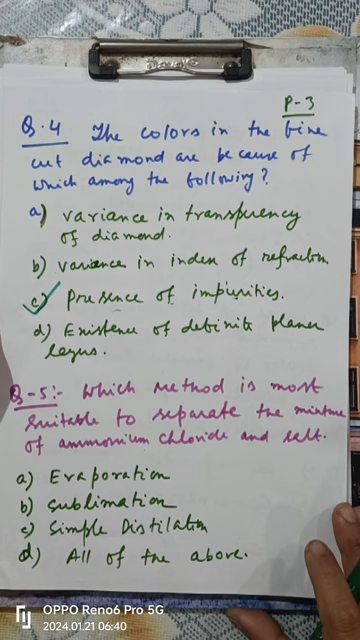 P-3
Q.4 The colors in the fine
cut diamond are because of
which among the following?
a) variance in transparency
of diamond.
b) variance in index of refraction
c) Presence of impurities.
d) Existence of definite planer
layers.
Q-5:- Which method is most
suitable to separate the mixture
of ammonium chloride and salt.
a) Evaporation
b) sublimation
c) Simple Distilation
d) All of the above.
OPPO Reno6 Pro 5G
2024.01.21 06:40